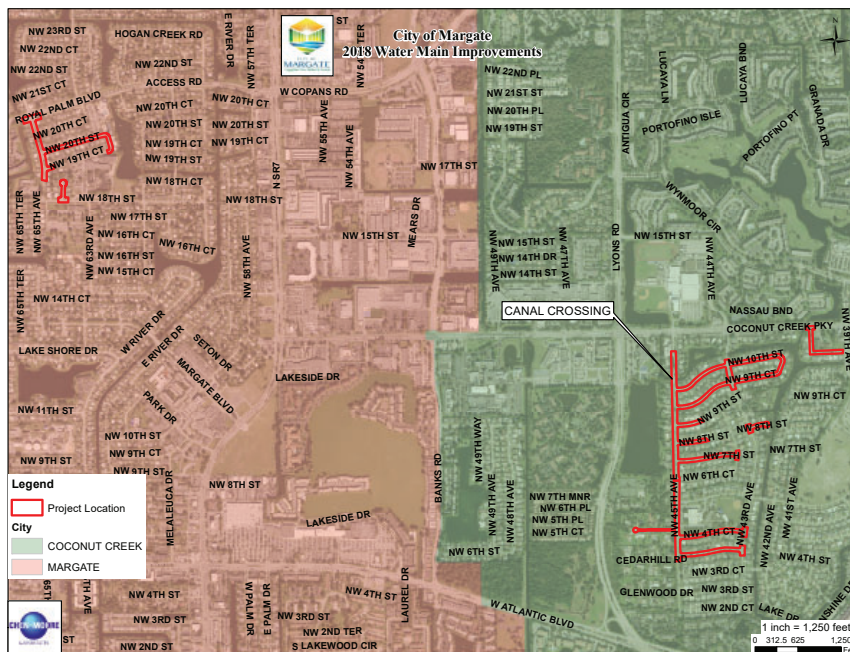 City of Margate
2018 Water Main Improvements
CITY OF
MARGATE
NW 23RD ST
HOGAN CREEK RD
E RIVER DR
NW 57TH TER
ST
NW 22ND CT
NW 22ND ST
NW 22ND ST
NW 22ND PL
NW 21ST CT
ACCESS RD
W COPANS RD
NW 21ST ST
ROYAL PALM BLVD
NW 20TH CT
NW 20TH CT
NW 20TH PL
NW 20TH CT
NW 20TH ST
NW 20TH ST
NW 19TH ST
NW 20TH ST
NW 19TH CT
NW 19TH CT
NW 19TH CT
NW 19TH ST
NW 55TH AVE
NW 54TH AVE
NW 17TH ST
N SR7
NW 18TH CT
NW 18TH ST
NW 18TH ST
NW 65TH TER
NW 65TH AVE
NW 63RD AVE
NW 17TH ST
NW 16TH CT
NW 16TH CT
NW 16TH ST
NW 15TH CT
NW 58TH AVE
NW 15TH ST
MEARS DR
LUCAYA LN
LUCAYA BND
ANTIGUA CIR
PORTOFINO ISLE
PORTOFINO PT
GRANADA DR
WYNMOOR CIR
NW 49TH AVE
NW 15TH ST
NW 14TH DR
NW 14TH ST
NW 47TH AVE
LYONS RD
NW 15TH ST
NW 44TH AVE
NW 65TH TER
NW 14TH CT
W RIVER DR
E RIVER DR
SETON DR
MARGATE BLVD
CANAL CROSSING
NASSAU BND
COCONUT CREEK PKY
NW 39TH AVE
LAKE SHORE DR
LAKESIDE DR
PARK DR
NW 11TH ST
NW 10TH ST
NW 9TH CT
NW 9TH ST
NW 9TH ST
NW 10TH ST
NW 9TH CT
NW 9TH CT
NW 9TH ST
NW 8TH ST
NW 8TH ST
NW 7TH ST
NW 7TH ST
NW 6TH CT
BANKS RD
NW 49TH WAY
NW 49TH AVE
NW 48TH AVE
NW 45TH AVE
NW 43RD AVE
NW 42ND AVE
NW 41ST AVE
NW 8TH ST
MELALEUCA DR
LAKESIDE DR
NW 7TH MNR
NW 6TH PL
NW 5TH PL
NW 5TH CT
NW 6TH ST
NW 4TH CT
NW 4TH ST
CEDARHILL RD
NW 3RD CT
GLENWOOD DR
NW 3RD ST
NW 2ND CT
LAKE DR
NW 4TH ST
NW 3RD ST
NW 2ND ST
W PALM DR
E PALM DR
NW 4TH ST
LAUREL DR
NW 3RD ST
NW 2ND TER
S LAKEWOOD CIR
W ATLANTIC BLVD
Legend
Project Location
City
COCONUT CREEK
MARGATE
ST
1 inch = 1,250 feet
0 312.5 625 1,250